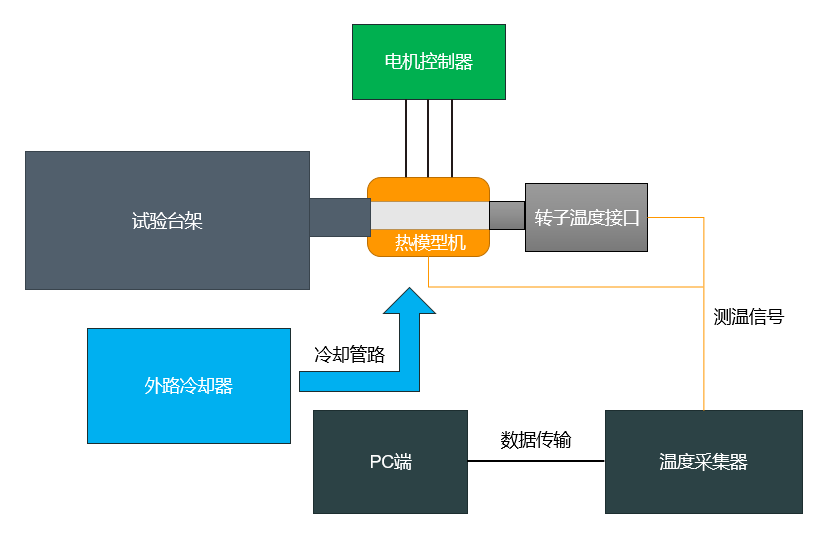 电机控制器
试验台架
转子温度接口
热模型机
测温信号
冷却管路
外路冷却器
数据传输
PC端
温度采集器